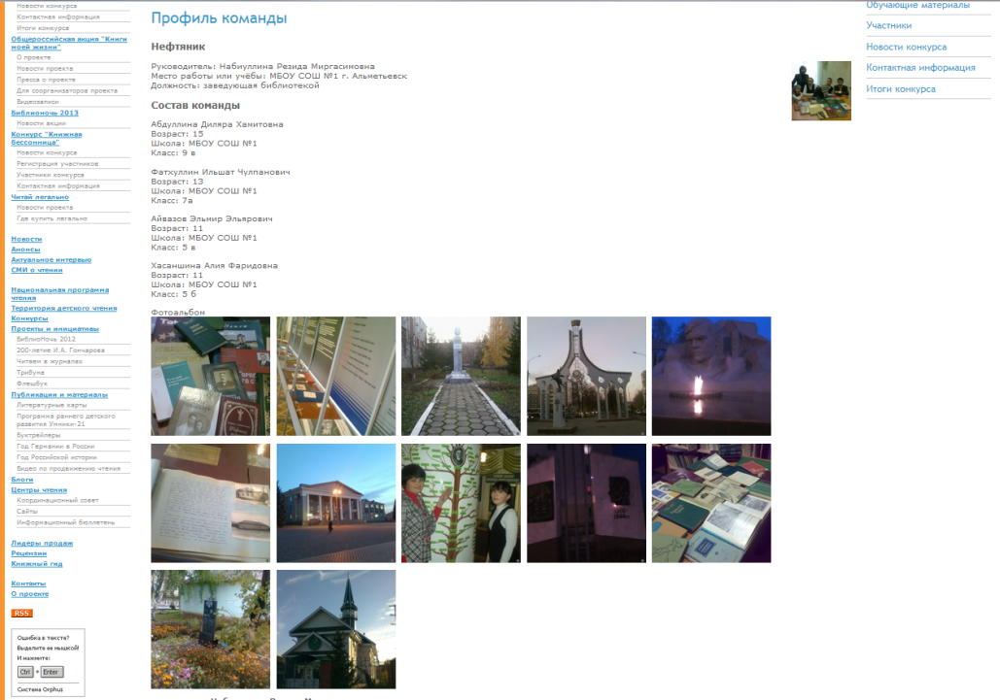 Новости конкурса
Контактная информация
Итоги конкурса
Общероссийская акция "Книги
моей жизни"
О проекте
Новости проекта
Пресса о проекте
Для соорганизаторов проекта
Видеозаписи
Библионочь 2013
Новости акции
Конкурс "Книжная
бессонница"
Новости конкурса
Регистрация участников
Участники конкурса
Контактная информация
Читай легально
Новости проекта
Где купить легально
Новости
Анонсы
Актуальное интервью
СМИ о чтении
Национальная программа
чтения
Территория детского чтения
Конкурсы
Проекты и инициативы
БиблиоНочь 2012
200-летие И.А. Гончарова
Читаем в журналах
Трибуна
Флешбук
Публикации и материалы
Литературные карты
Программа раннего детского
развития Умники-21
Буктрейлеры
Год Германии в России
Год Российской истории
Видео по продвижению чтения
Блоги
Центры чтения
Координационный совет
Сайты
Информационный бюллетень
Лидеры продаж
Рецензии
Книжный гид
Контакты
О проекте
RSS
Ошибка в тексте?
Выделите ее мышкой!
И нажмите:
Ctrl + Enter
Система Orphus
Профиль команды
Нефтяник
Руководитель: Набиуллина Резида Миргасимовна
Место работы или учёбы: МБОУ СОШ №1 г. Альметьевск
Должность: заведующая библиотекой
Состав команды
Абдуллина Диляра Хамитовна
Возраст: 15
Школа: МБОУ СОШ №1
Класс: 9 в
Фатхуллин Ильшат Чулпанович
Возраст: 13
Школа: МБОУ СОШ №1
Класс: 7а
Айвазов Эльмир Эльярович
Возраст: 11
Школа: МБОУ СОШ №1
Класс: 5 в
Хасаншина Алия Фаридовна
Возраст: 11
Школа: МБОУ СОШ №1
Класс: 5 б
Фотоальбом
Обучающие материалы
Участники
Новости конкурса
Контактная информация
Итоги конкурса